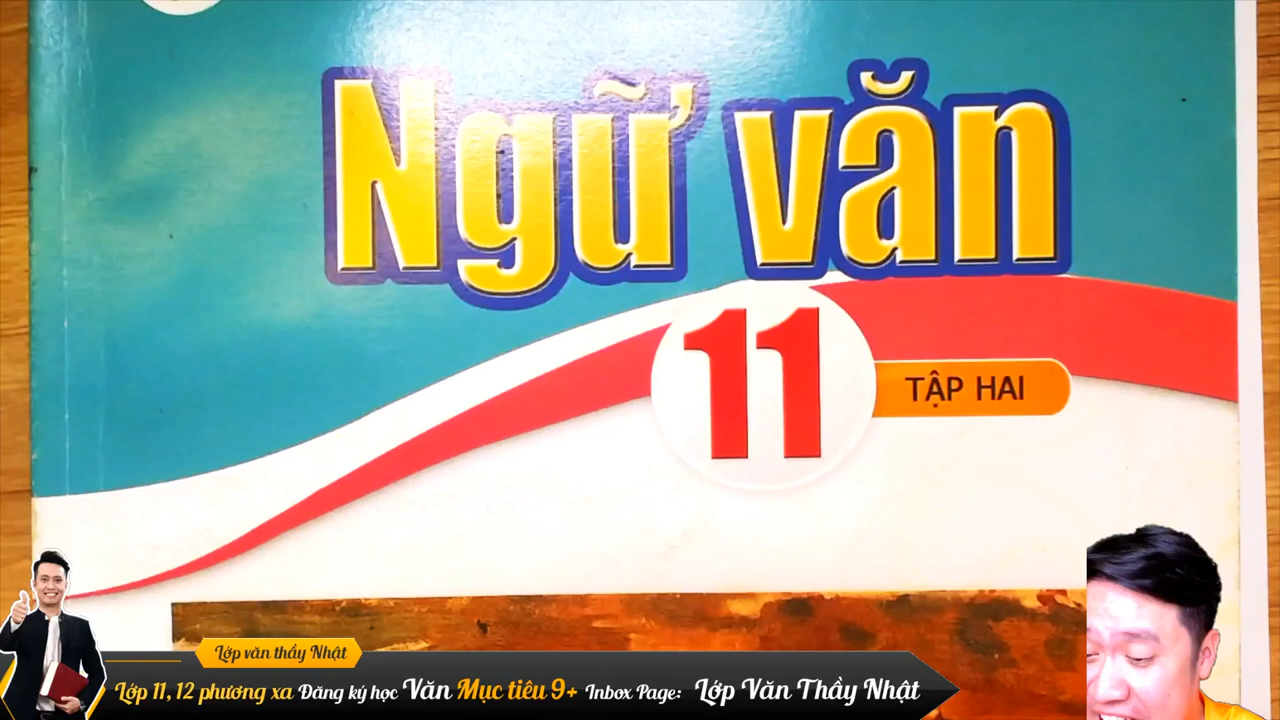 Ngữ văn
11
TẬP HAI
Lớp văn thầy Nhật
Lớp 11, 12 phương xa Đăng ký học Văn Mục tiêu 9+ Inbox Page: Lớp Văn Thầy Nhật